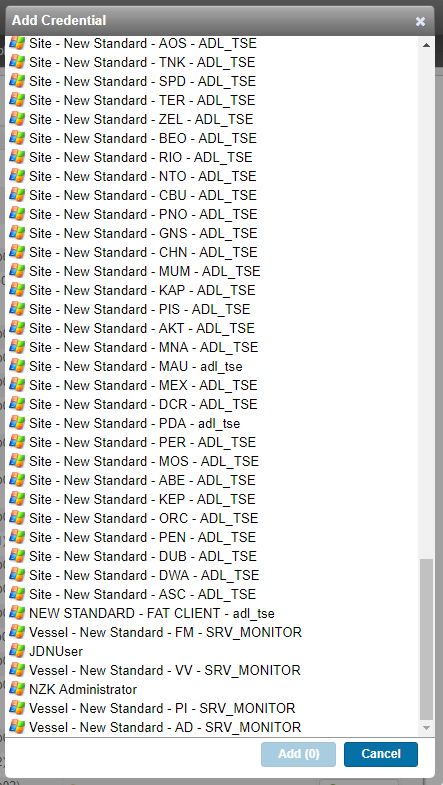 Add Credential
Site - New Standard - AOS - ADL_TSE
Site - New Standard - TNK - ADL_TSE
Site - New Standard - SPD - ADL_TSE
Site - New Standard - TER - ADL_TSE
Site - New Standard - ZEL - ADL_TSE
Site - New Standard - BEO - ADL_TSE
Site - New Standard - RIO - ADL_TSE
Site - New Standard - NTO - ADL_TSE
Site - New Standard - CBU - ADL_TSE
Site - New Standard - PNO - ADL_TSE
Site - New Standard - GNS - ADL_TSE
Site - New Standard - CHN - ADL_TSE
Site - New Standard - MUM - ADL_TSE
Site - New Standard - KAP - ADL_TSE
Site - New Standard - PIS - ADL_TSE
Site - New Standard - AKT - ADL_TSE
Site - New Standard - MNA - ADL_TSE
Site - New Standard - MAU - adl_tse
Site - New Standard - MEX - ADL_TSE
Site - New Standard - DCR - ADL_TSE
Site - New Standard - PDA - adl_tse
Site - New Standard - PER - ADL_TSE
Site - New Standard - MOS - ADL_TSE
Site - New Standard - ABE - ADL_TSE
Site - New Standard - KEP - ADL_TSE
Site - New Standard - ORC - ADL_TSE
Site - New Standard - PEN - ADL_TSE
Site - New Standard - DUB - ADL_TSE
Site - New Standard - DWA - ADL_TSE
Site - New Standard - ASC - ADL_TSE
NEW STANDARD - FAT CLIENT - adl_tse
Vessel - New Standard - FM - SRV_MONITOR
JDNUser
Vessel - New Standard - VV - SRV_MONITOR
NZK Administrator
Vessel - New Standard - PI - SRV_MONITOR
Vessel - New Standard - AD - SRV_MONITOR
Add (0)
Cancel